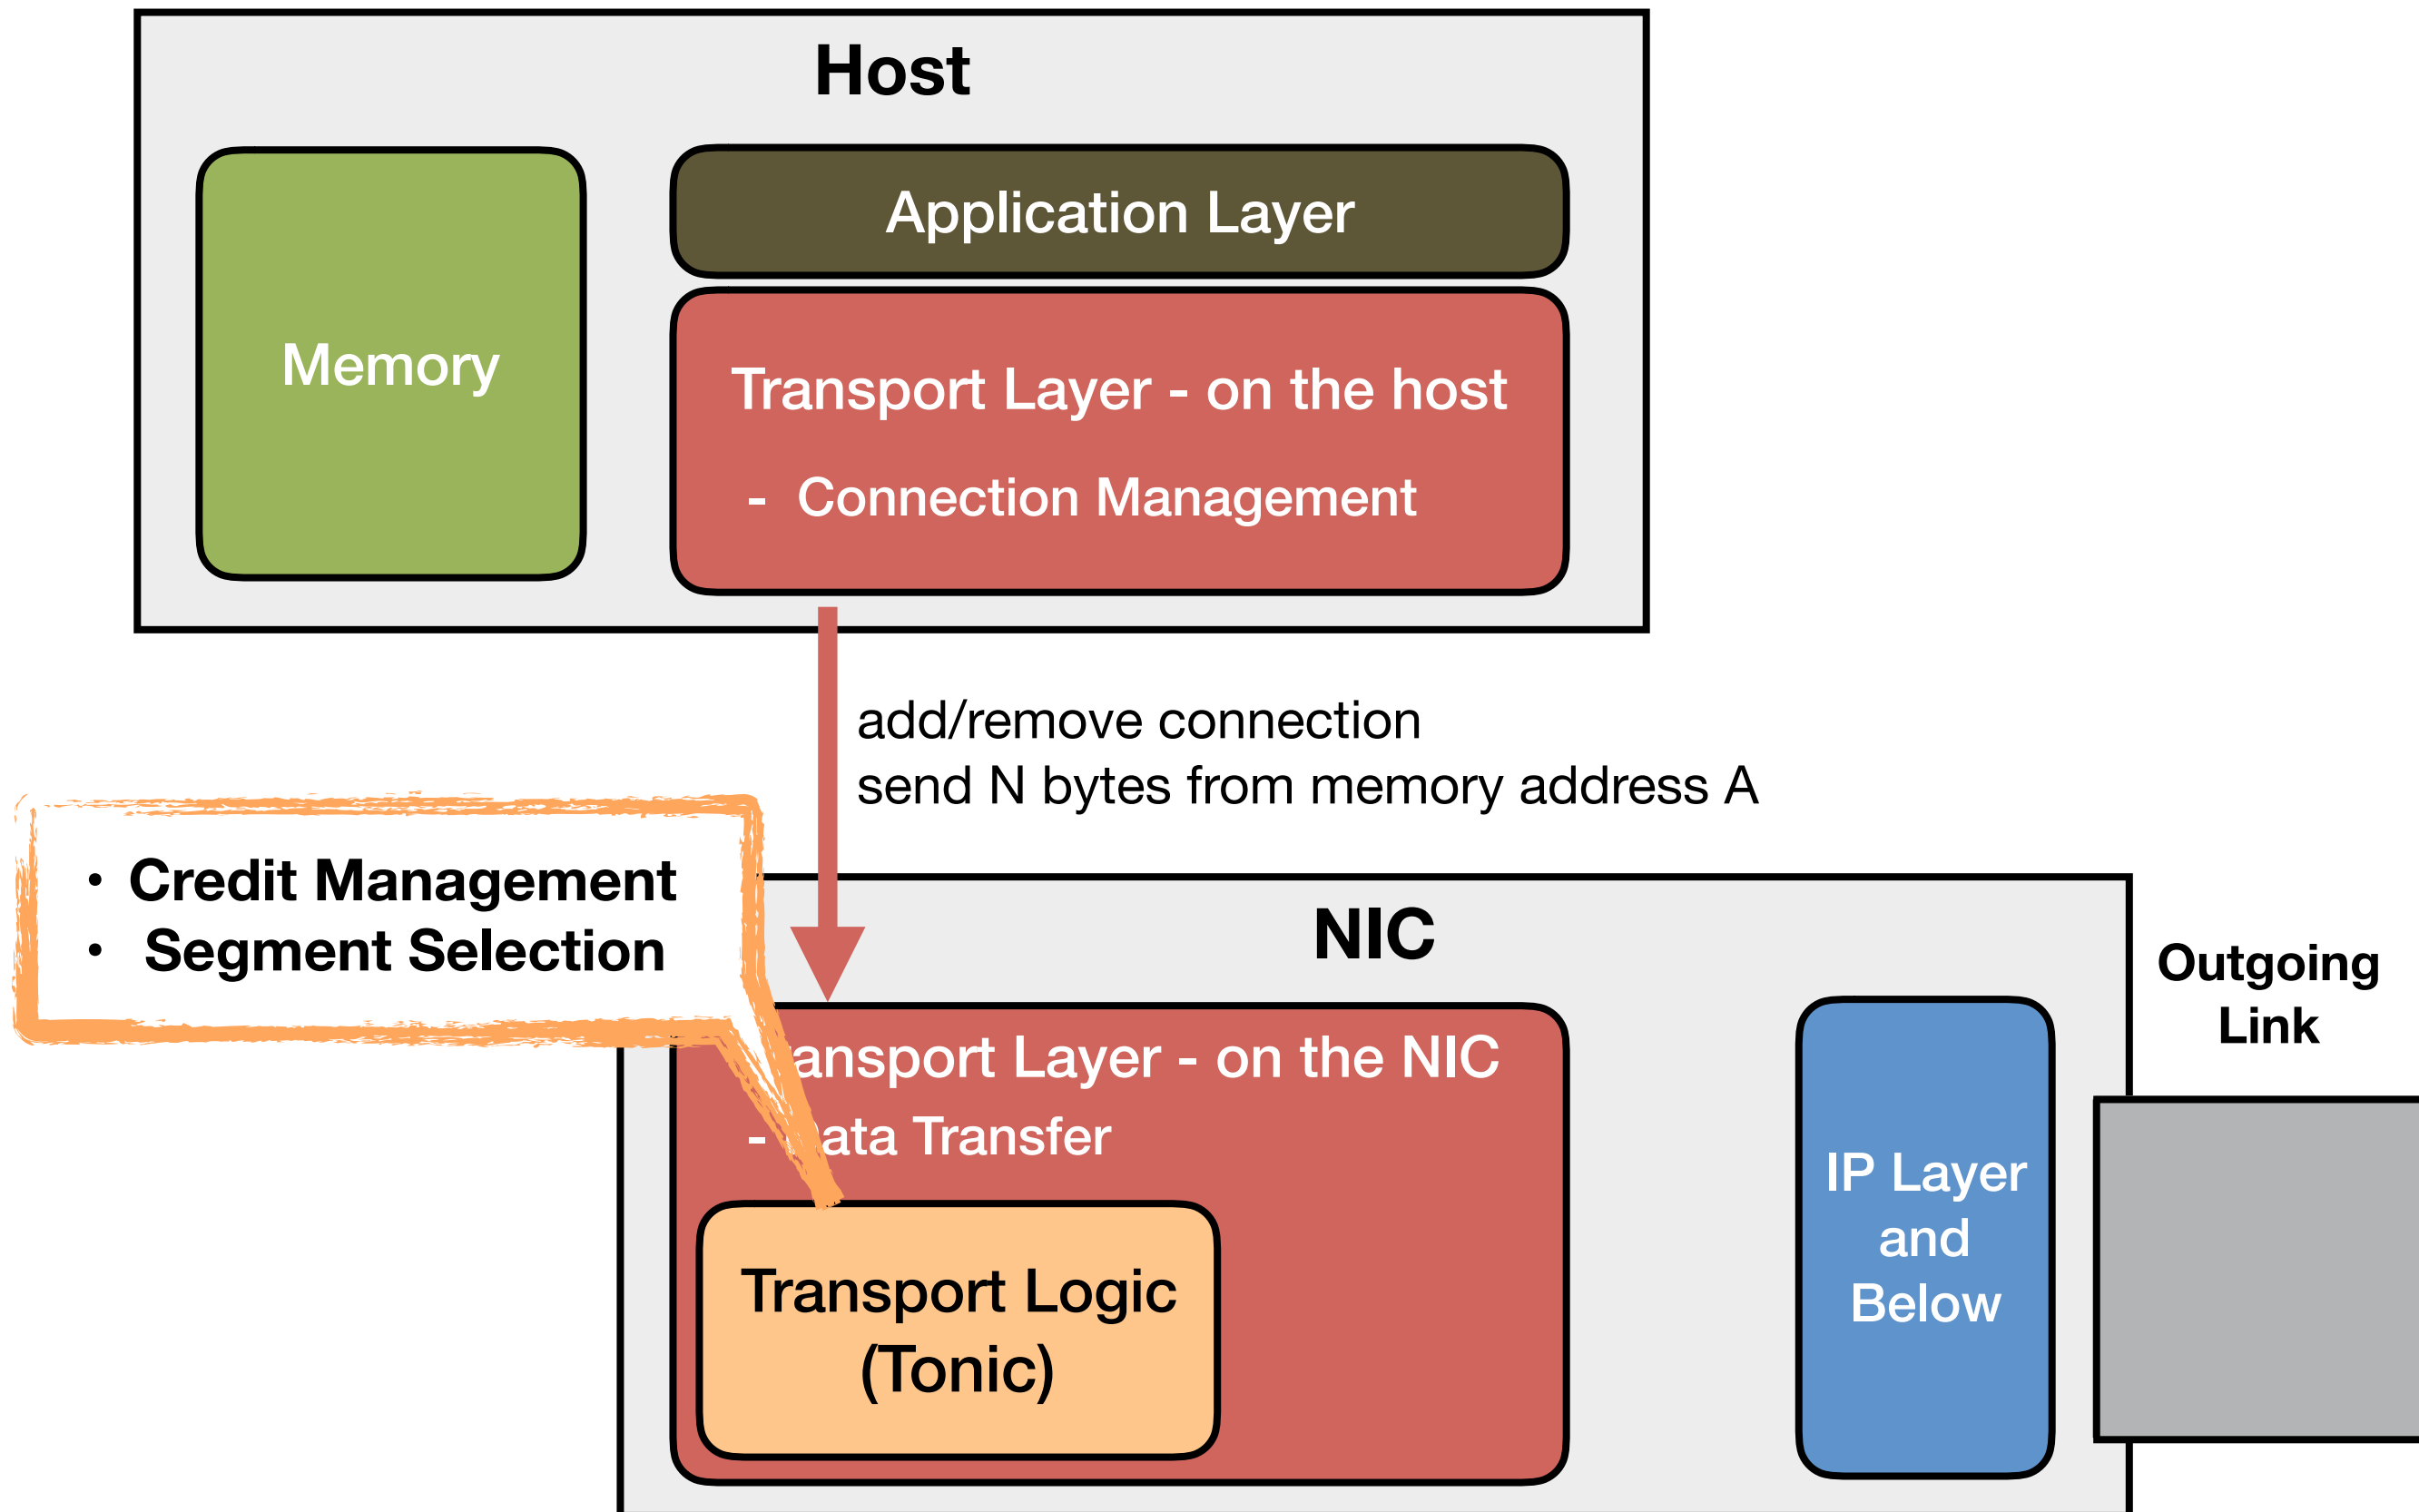 Host
Memory
Application Layer
Transport Layer - on the host
- Connection Management
add/remove connection
send N bytes from memory address A
• Credit Management
• Segment Selection
NIC
Layer - on the NIC
- Transfer
Transport Logic
(Tonic)
IP Layer
and
Below
Outgoing
Link